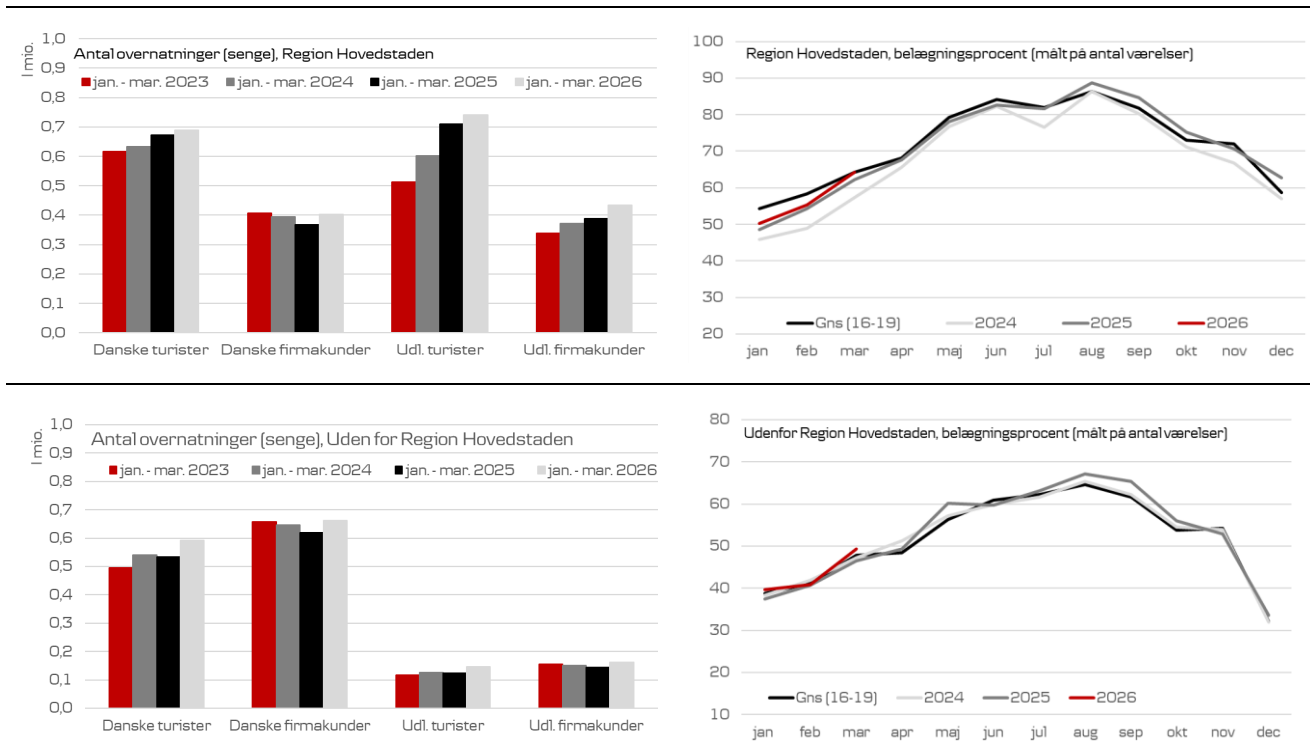 Antal overnatninger (senge), Region Hovedstaden
I mio.
jan. - mar. 2023 jan. - mar. 2024 jan. - mar. 2025 jan. - mar. 2026
1,0
0,9
0,8
0,7
0,6
0,5
0,4
0,3
0,2
0,1
0,0
Danske turister Danske firmakunder Udl. turister Udl. firmakunder
Region Hovedstaden, belægningsprocent (målt på antal værelser)
100
90
80
70
60
50
40
30
20
Gns (16-19) 2024 2025 2026
jan feb mar apr maj jun jul aug sep okt nov dec
Antal overnatninger (senge), Uden for Region Hovedstaden
I mio.
jan. - mar. 2023 jan. - mar. 2024 jan. - mar. 2025 jan. - mar. 2026
1,0
0,9
0,8
0,7
0,6
0,5
0,4
0,3
0,2
0,1
0,0
Danske turister Danske firmakunder Udl. turister Udl. firmakunder
Udenfor Region Hovedstaden, belægningsprocent (målt på antal værelser)
80
70
60
50
40
30
20
10
Gns (16-19) 2024 2025 2026
jan feb mar apr maj jun jul aug sep okt nov dec